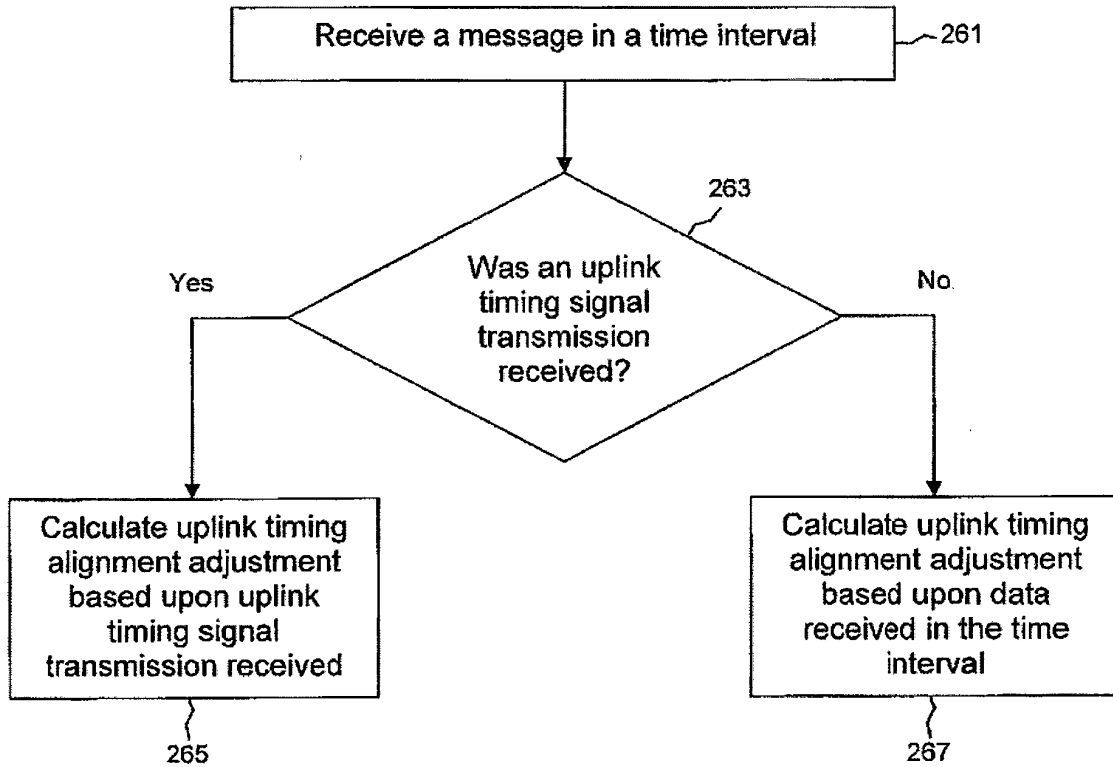 Receive a message in a time interval
261
263
Was an uplink
timing signal
transmission
received?
Yes
No.
Calculate uplink timing
alignment adjustment
based upon uplink
timing signal
transmission received
265
Calculate uplink timing
alignment adjustment
based upon data
received in the time
interval
267